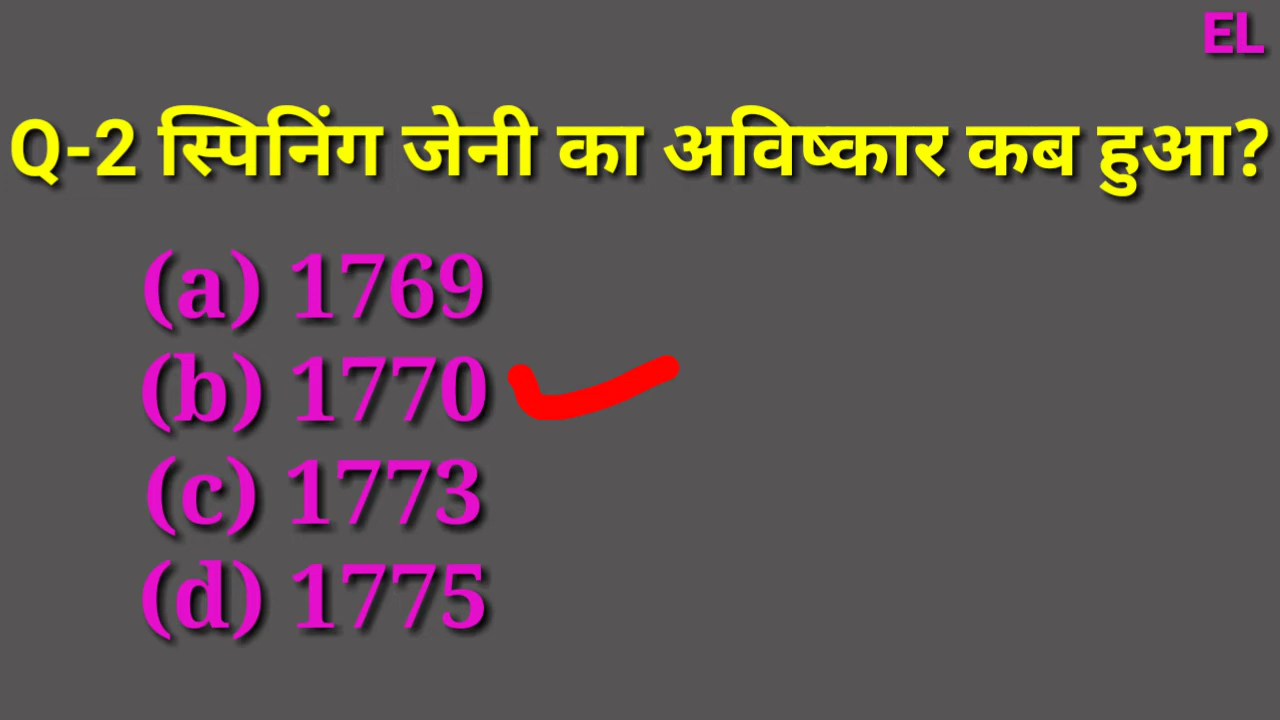 EL
Q-2 स्पिनिंग जेनी का अविष्कार कब हुआ?
(a) 1769
(b) 1770
(c) 1773
(d) 1775